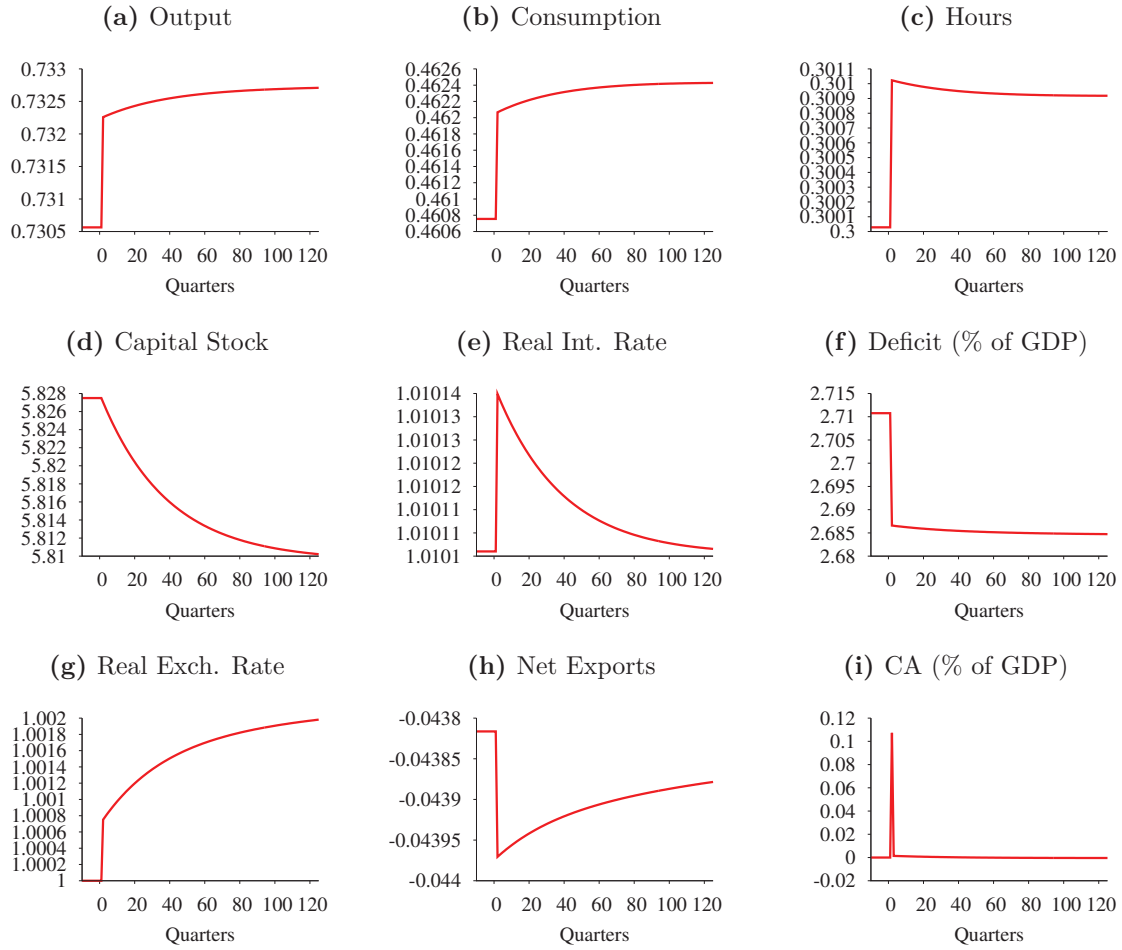 (a) Output
0.733
0.7325
0.732
0.7315
0.731
0.7305
0 20 40 60 80 100 120
Quarters
(b) Consumption
0.4626
0.4624
0.4622
0.462
0.4618
0.4616
0.4614
0.4612
0.461
0.4608
0.4606
0 20 40 60 80 100 120
Quarters
(c) Hours
0.3011
0.301
0.3009
0.3008
0.3007
0.3006
0.3005
0.3004
0.3003
0.3002
0.3001
0.3
0 20 40 60 80 100 120
Quarters
(d) Capital Stock
5.828
5.826
5.824
5.822
5.82
5.818
5.816
5.814
5.812
5.81
0 20 40 60 80 100 120
Quarters
(e) Real Int. Rate
1.01014
1.01013
1.01013
1.01012
1.01012
1.01011
1.01011
1.0101
0 20 40 60 80 100 120
Quarters
(f) Deficit (% of GDP)
2.715
2.71
2.705
2.7
2.695
2.69
2.685
2.68
0 20 40 60 80 100 120
Quarters
(g) Real Exch. Rate
1.002
1.0018
1.0016
1.0014
1.0012
1.001
1.0008
1.0006
1.0004
1.0002
1
0 20 40 60 80 100 120
Quarters
(h) Net Exports
-0.0438
-0.04385
-0.0439
-0.04395
-0.044
0 20 40 60 80 100 120
Quarters
(i) CA (% of GDP)
0.12
0.1
0.08
0.06
0.04
0.02
0
-0.02
0 20 40 60 80 100 120
Quarters